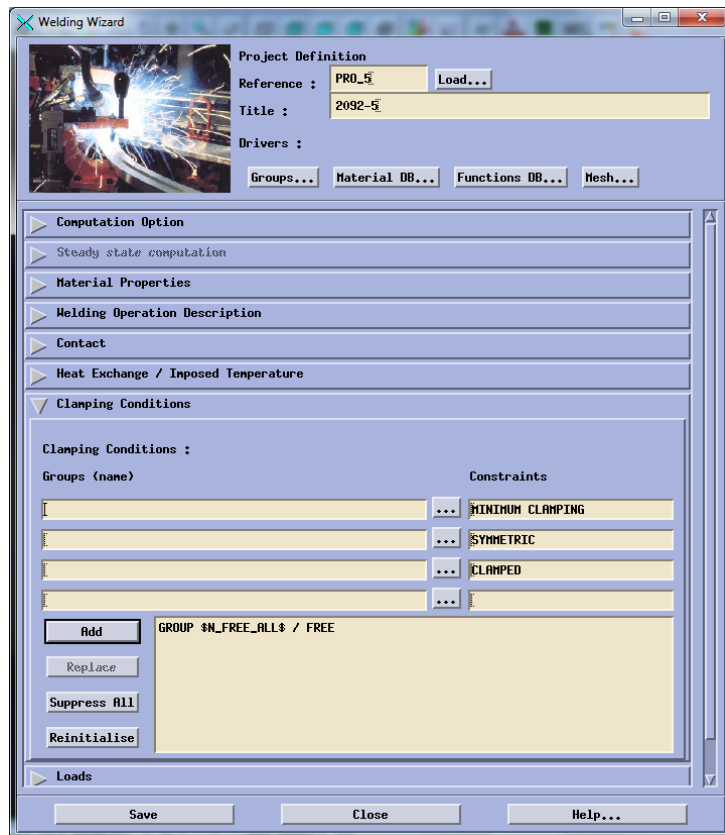 Welding Wizard
Project Definition
Reference : PRO_5 Load...
Title : 2092-5
Drivers :
Groups... Material DB... Functions DB... Mesh...
Computation Option
Steady state computation
Material Properties
Welding Operation Description
Contact
Heat Exchange / Imposed Temperature
Clamping Conditions
Clamping Conditions :
Groups (name) Constraints
... MINIMUM CLAMPING
... SYMMETRIC
... CLAMPED
...
Add GROUP $N_FREE_ALL$ / FREE
Replace
Suppress All
Reinitialise
Loads
Save Close Help...